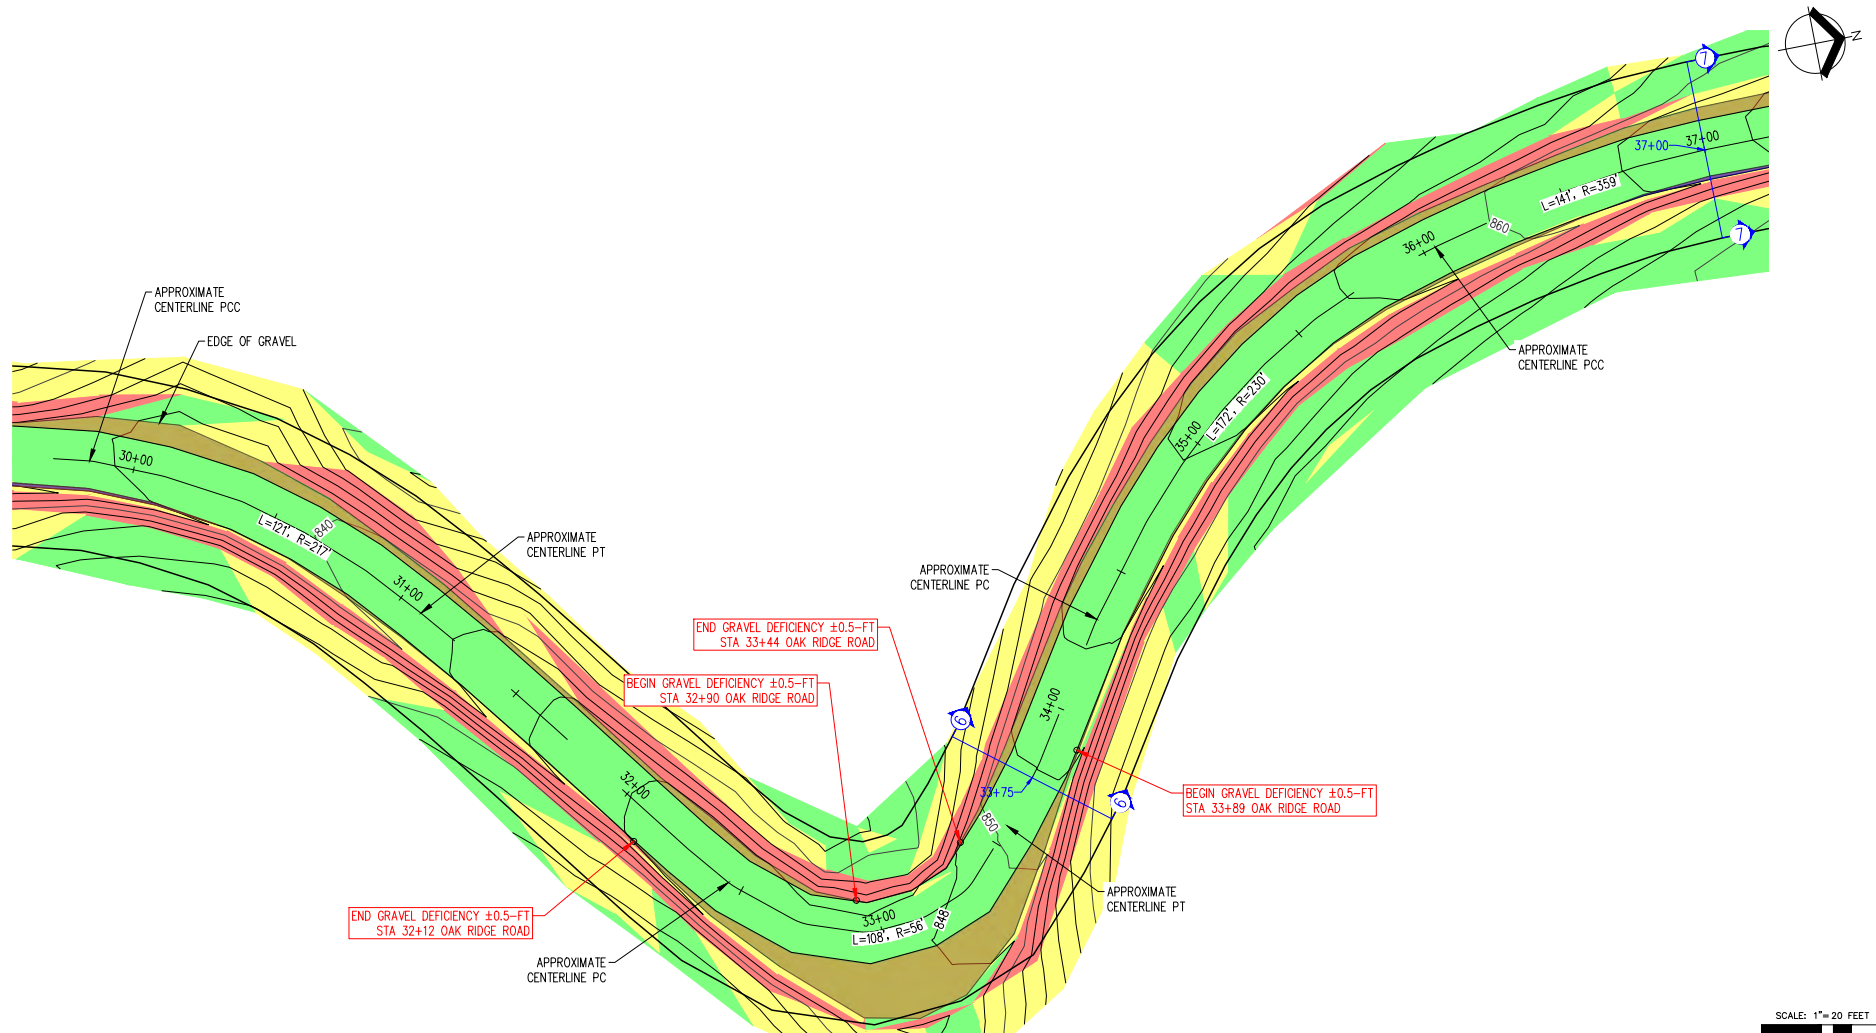 N
7
37+00
37+00
7
L=141', R=359'
860
36+00
APPROXIMATE
CENTERLINE PCC
APPROXIMATE
CENTERLINE PCC
EDGE OF GRAVEL
30+00
L=121', R=217'
840
31+00
APPROXIMATE
CENTERLINE PT
L=172', R=230'
35+00
APPROXIMATE
CENTERLINE PC
END GRAVEL DEFICIENCY ±0.5-FT
STA 33+44 OAK RIDGE ROAD
BEGIN GRAVEL DEFICIENCY ±0.5-FT
STA 32+90 OAK RIDGE ROAD
34+00
6
33+75
6
BEGIN GRAVEL DEFICIENCY ±0.5-FT
STA 33+89 OAK RIDGE ROAD
32+00
850
APPROXIMATE
CENTERLINE PT
END GRAVEL DEFICIENCY ±0.5-FT
STA 32+12 OAK RIDGE ROAD
33+00
L=108', R=56'
848
APPROXIMATE
CENTERLINE PC
SCALE: 1"=20 FEET